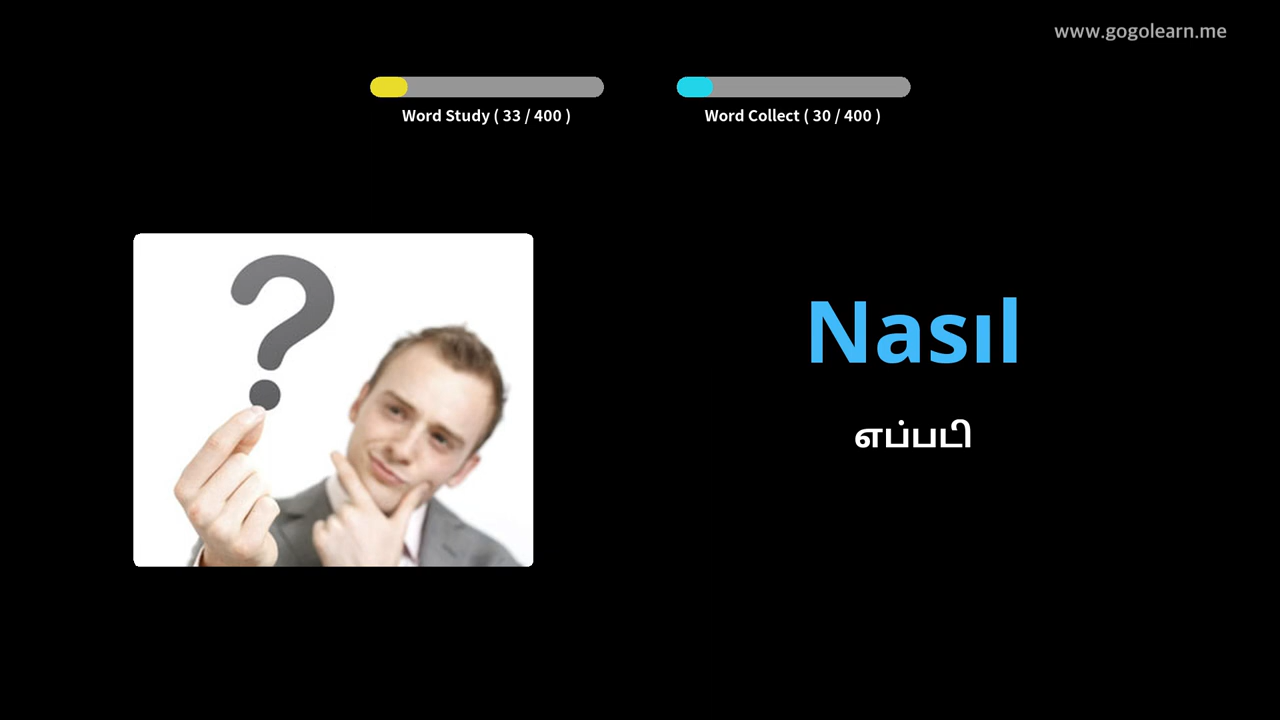 www.gogolearn.me
Word Study ( 33 / 400 )
Word Collect ( 30 / 400 )
?
Nasıl
எப்படி